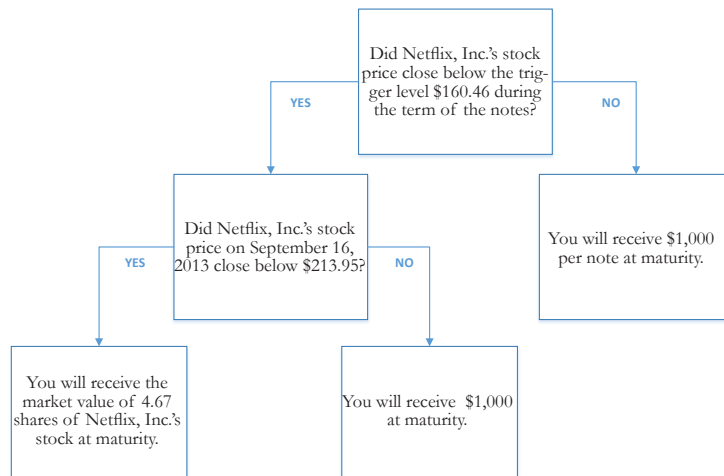 Did Netflix, Inc.'s stock
price close below the trig-
ger level $160.46 during
the term of the notes?
YES
NO
Did Netflix, Inc.'s stock
price on September 16,
2013 close below $213.95?
You will receive $1,000
per note at maturity.
YES
NO
You will receive the
market value of 4.67
shares of Netflix, Inc.'s
stock at maturity.
You will receive $1,000
at maturity.